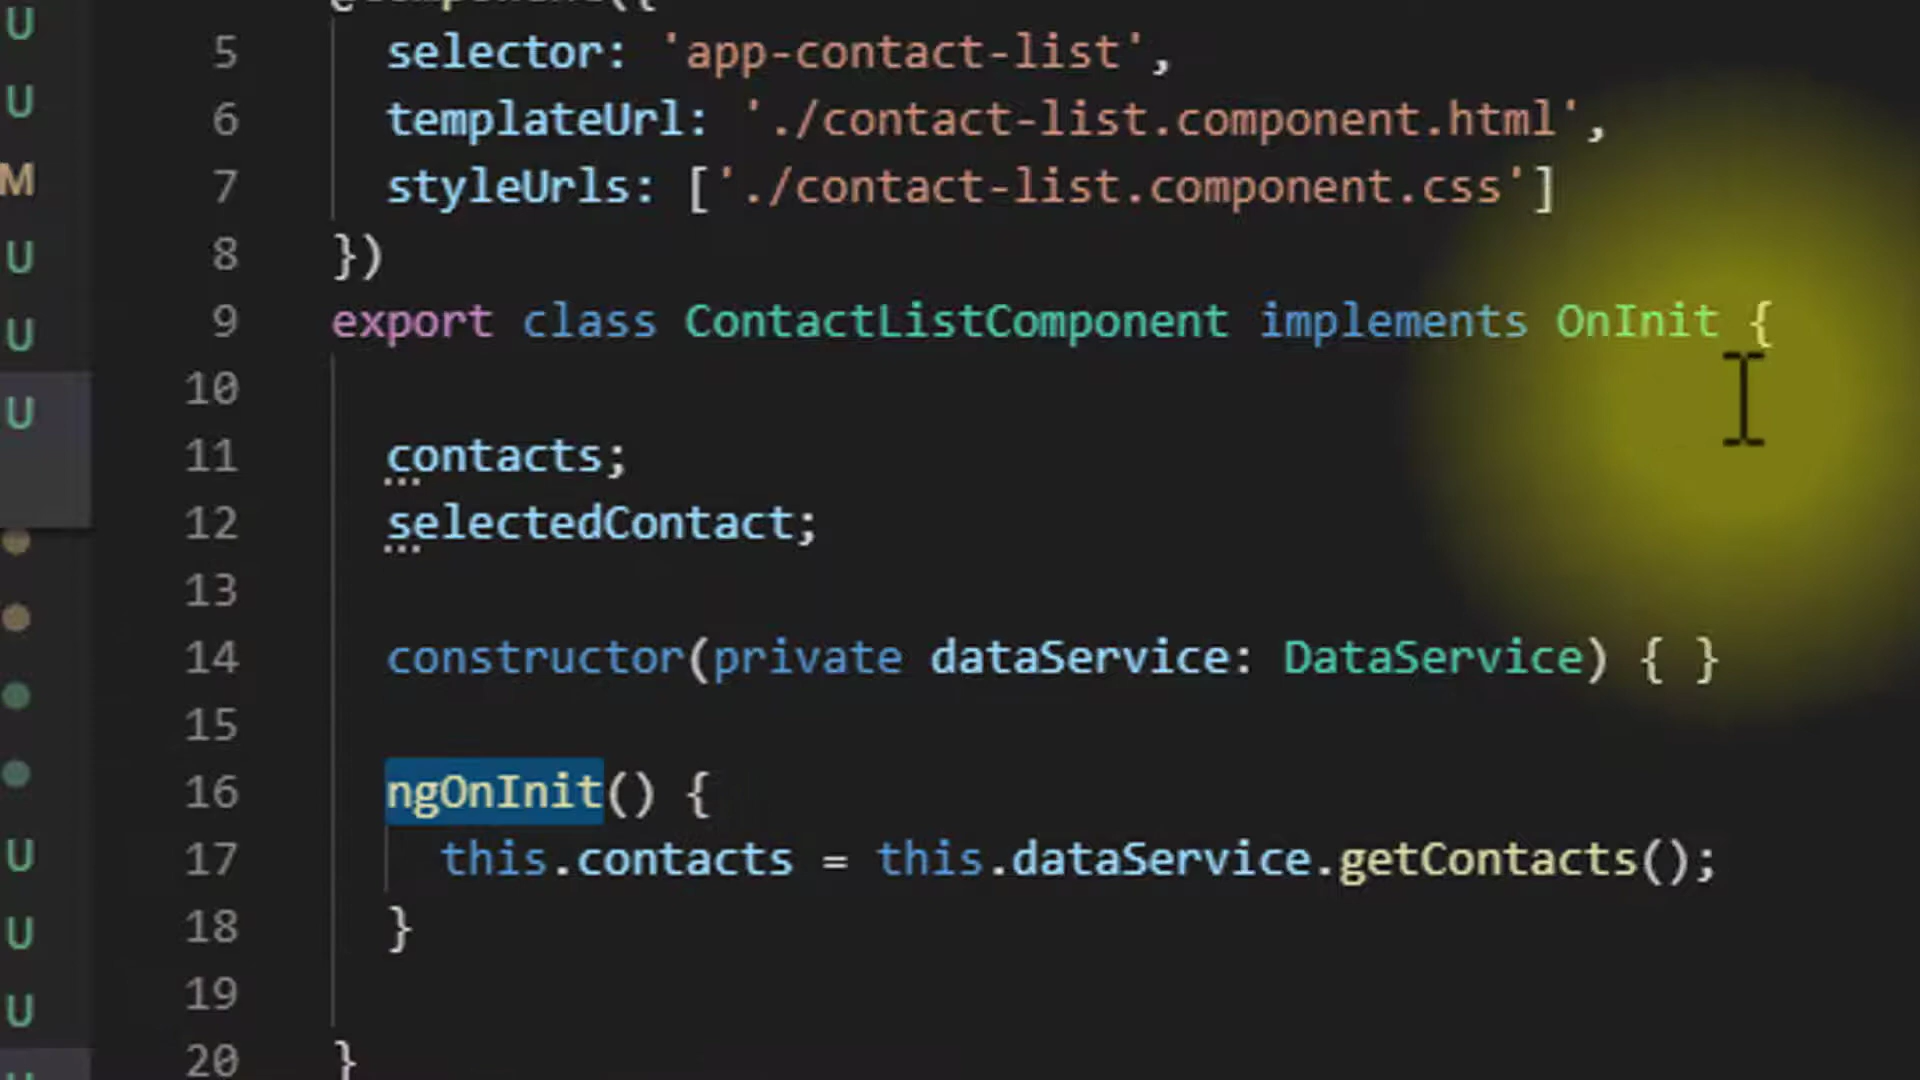 @Component({
U
5 selector: 'app-contact-list',
U
6 templateUrl: './contact-list.component.html',
M
7 styleUrls: ['./contact-list.component.css']
U
8 })
U
9 export class ContactListComponent implements OnInit {
U
10
11 contacts;
12 selectedContact;
13
14 constructor(private dataService: DataService) { }
15
16 ngOnInit() {
U
17 this.contacts = this.dataService.getContacts();
U
18 }
U
19
20 }